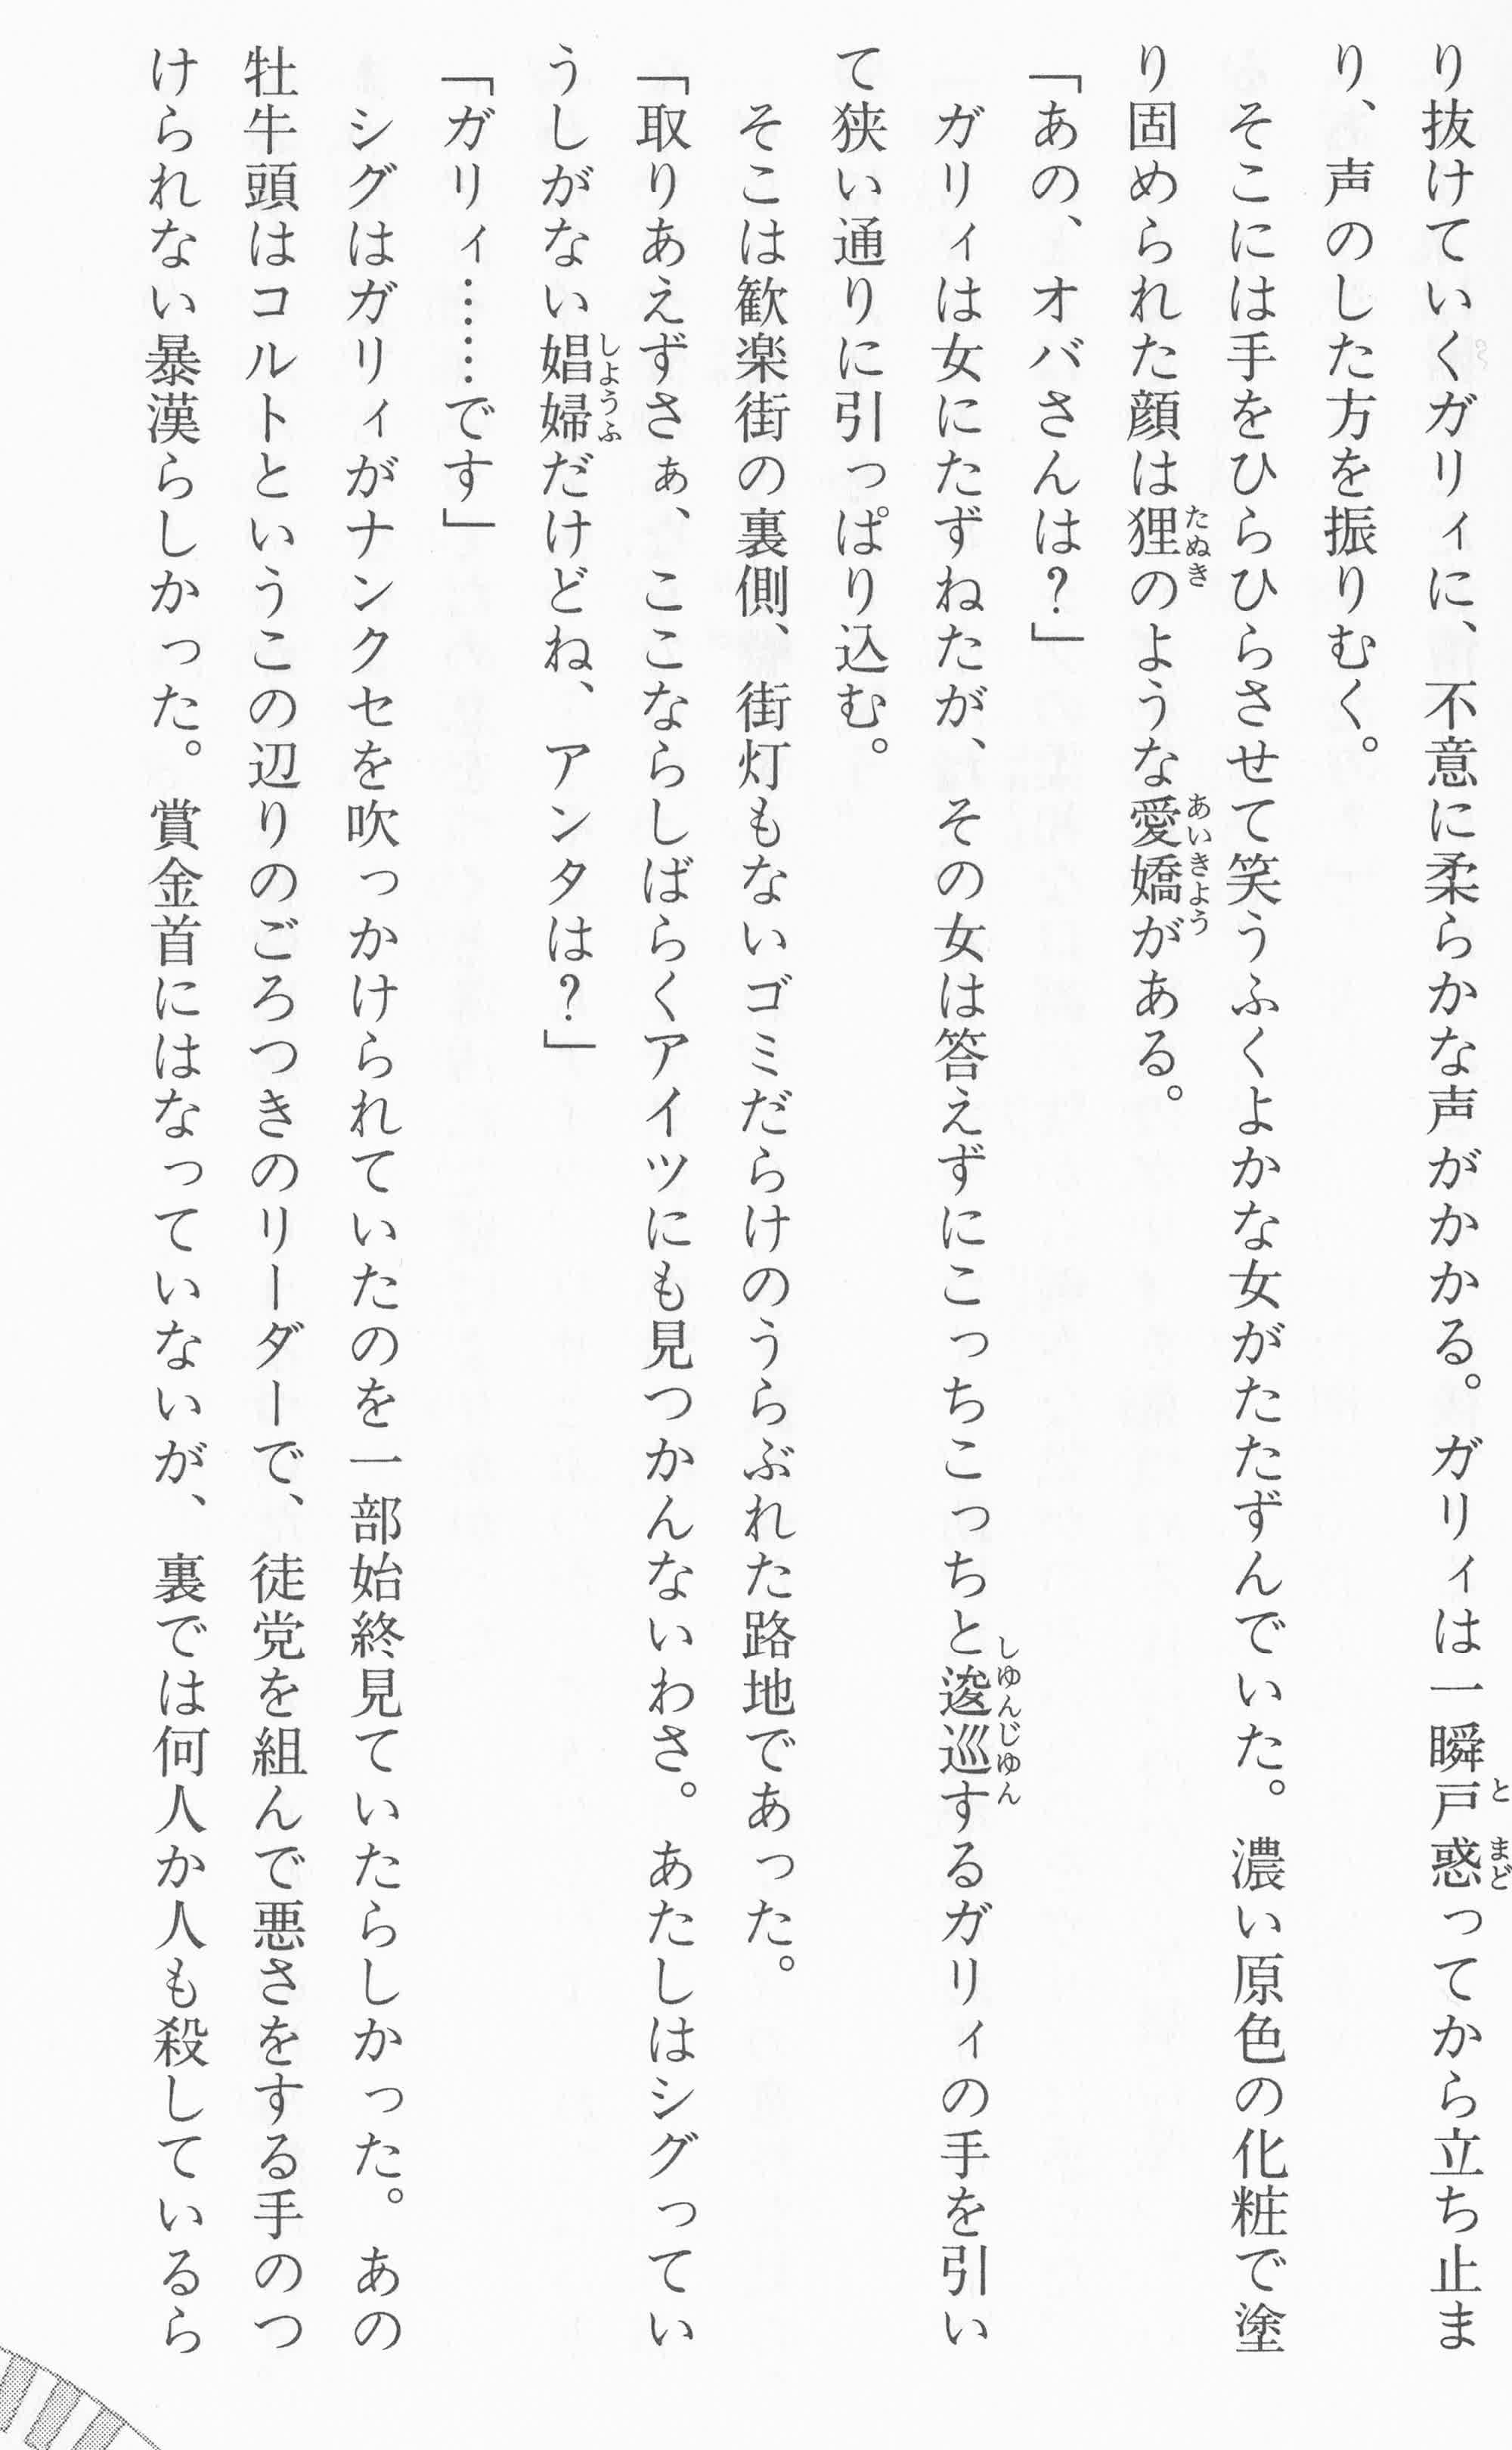 り抜けていくガリィに、不意に柔らかな声がかかる。ガリィは一瞬戸惑ってから立ち止ま
り、声のした方を振りむく。
そこには手をひらひらさせて笑うふくよかな女がたたずんでいた。濃い原色の化粧で塗
り固められた顔は狸のような愛嬌がある。
「あの、オバさんは？」
ガリィは女にたずねたが、その女は答えずにこっちこっちと逡巡するガリィの手を引い
て狭い通りに引っぱり込む。
そこは歓楽街の裏側、街灯もないゴミだらけのうらぶれた路地であった。
「取りあえずさぁ、ここならしばらくアイツにも見つかんないわさ。あたしはシグってい
うしがない娼婦だけどね、アンタは？」
「ガリィ……です」
シグはガリィがナンクセを吹っかけられていたのを一部始終見ていたらしかった。あの
牡牛頭はコルトというこの辺りのごろつきのリーダーで、徒党を組んで悪さをする手のつ
けられない暴漢らしかった。賞金首にはなっていないが、裏では何人か人も殺しているら